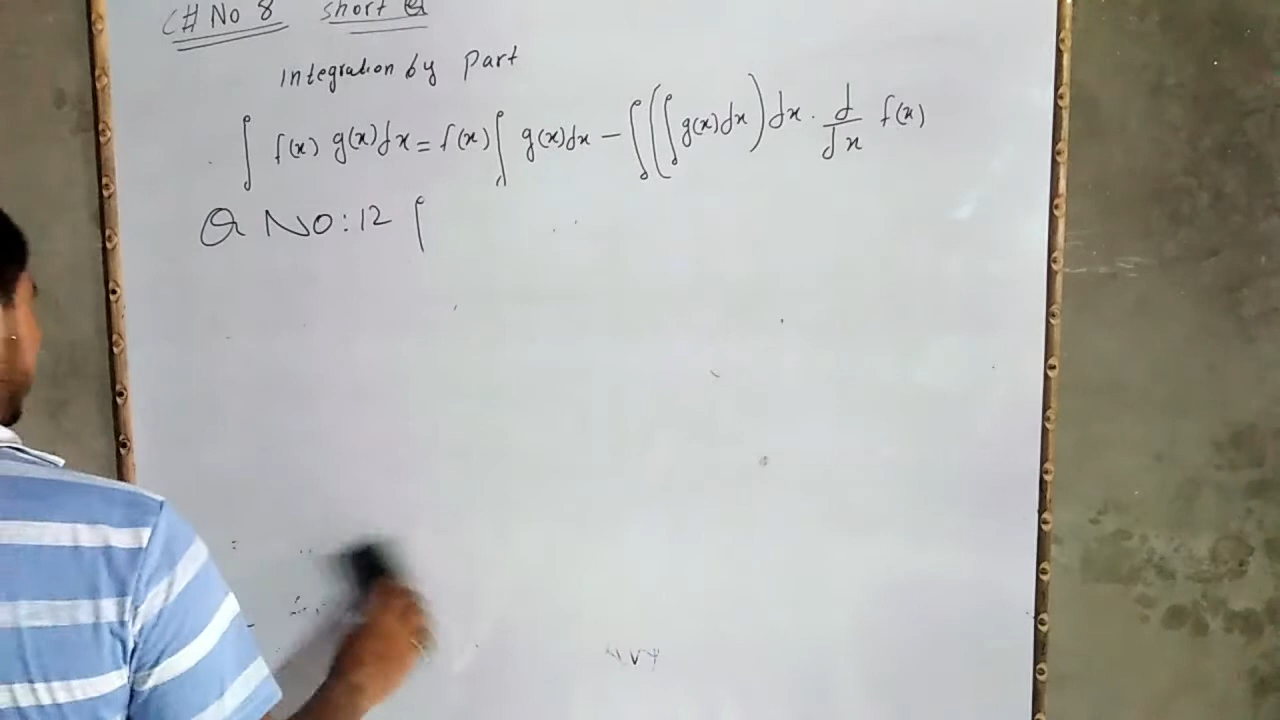 CH No 8 short Q
Integration by Part
∫ f(x) g(x)dx = f(x) ∫ g(x)dx − ∫(∫ g(x)dx) dx · d/dx f(x)
Q NO:12 ∫